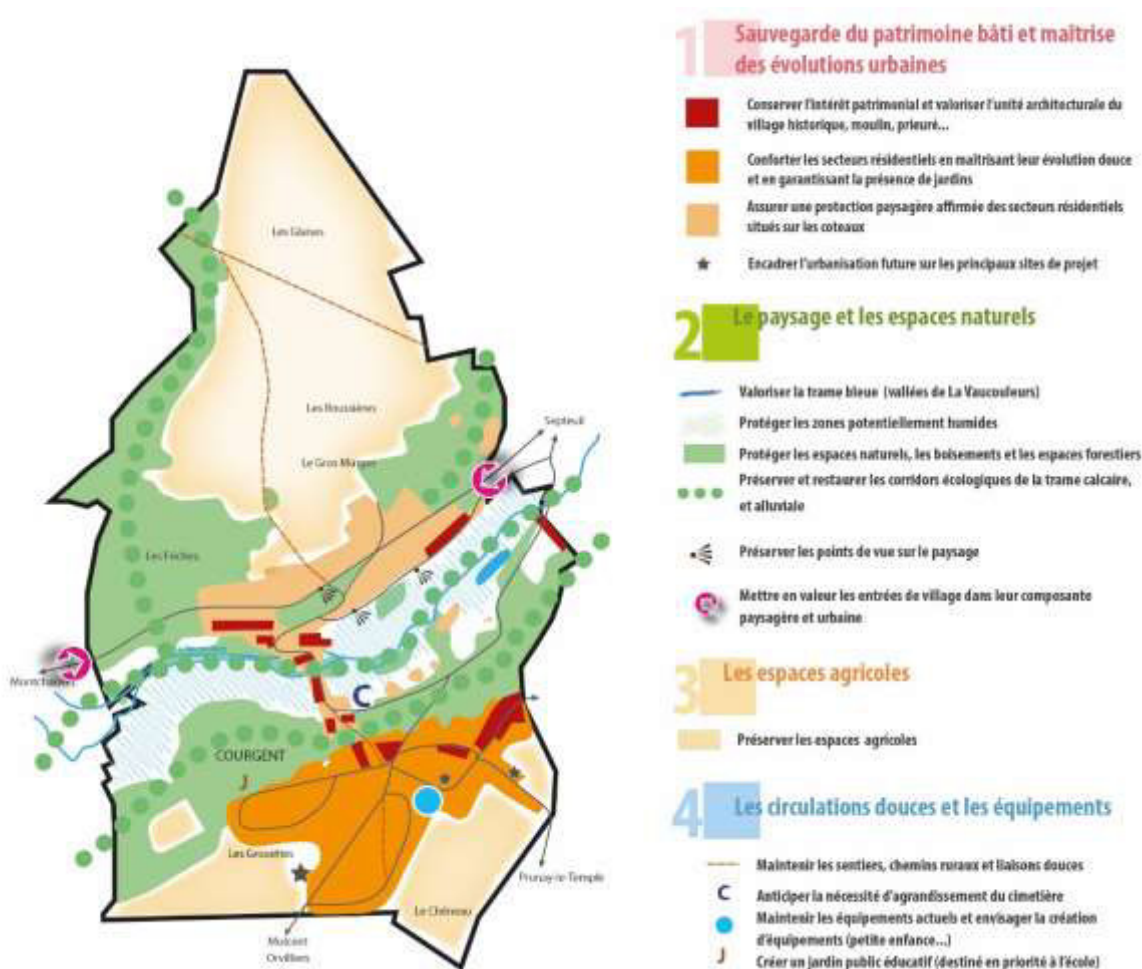 Les Glaises
Les Boussières
Le Gros Murger
Septeuil
Les Fiches
C
COURGENT
J
Les Grouettes
Prunay-le-Temple
Le Chêneau
Mulcent
Orvilliers
1 Sauvegarde du patrimoine bâti et maîtrise
des évolutions urbaines
Conserver l'intérêt patrimonial et valoriser l'unité architecturale du
village historique, moulin, prieuré...
Conforter les secteurs résidentiels en maîtrisant leur évolution douce
et en garantissant la présence de jardins
Assurer une protection paysagère affirmée des secteurs résidentiels
situés sur les coteaux
Encadrer l'urbanisation future sur les principaux sites de projet
2 Le paysage et les espaces naturels
Valoriser la trame bleue (vallées de La Vaucouleurs)
Protéger les zones potentiellement humides
Protéger les espaces naturels, les boisements et les espaces forestiers
Préserver et restaurer les corridors écologiques de la trame calcaire,
et alluviale
Préserver les points de vue sur le paysage
Mettre en valeur les entrées de village dans leur composante
paysagère et urbaine
3 Les espaces agricoles
Préserver les espaces agricoles
4 Les circulations douces et les équipements
Maintenir les sentiers, chemins ruraux et liaisons douces
C Anticiper la nécessité d'agrandissement du cimetière
Maintenir les équipements actuels et envisager la création
d'équipements (petite enfance...)
J Créer un jardin public éducatif (destiné en priorité à l'école)